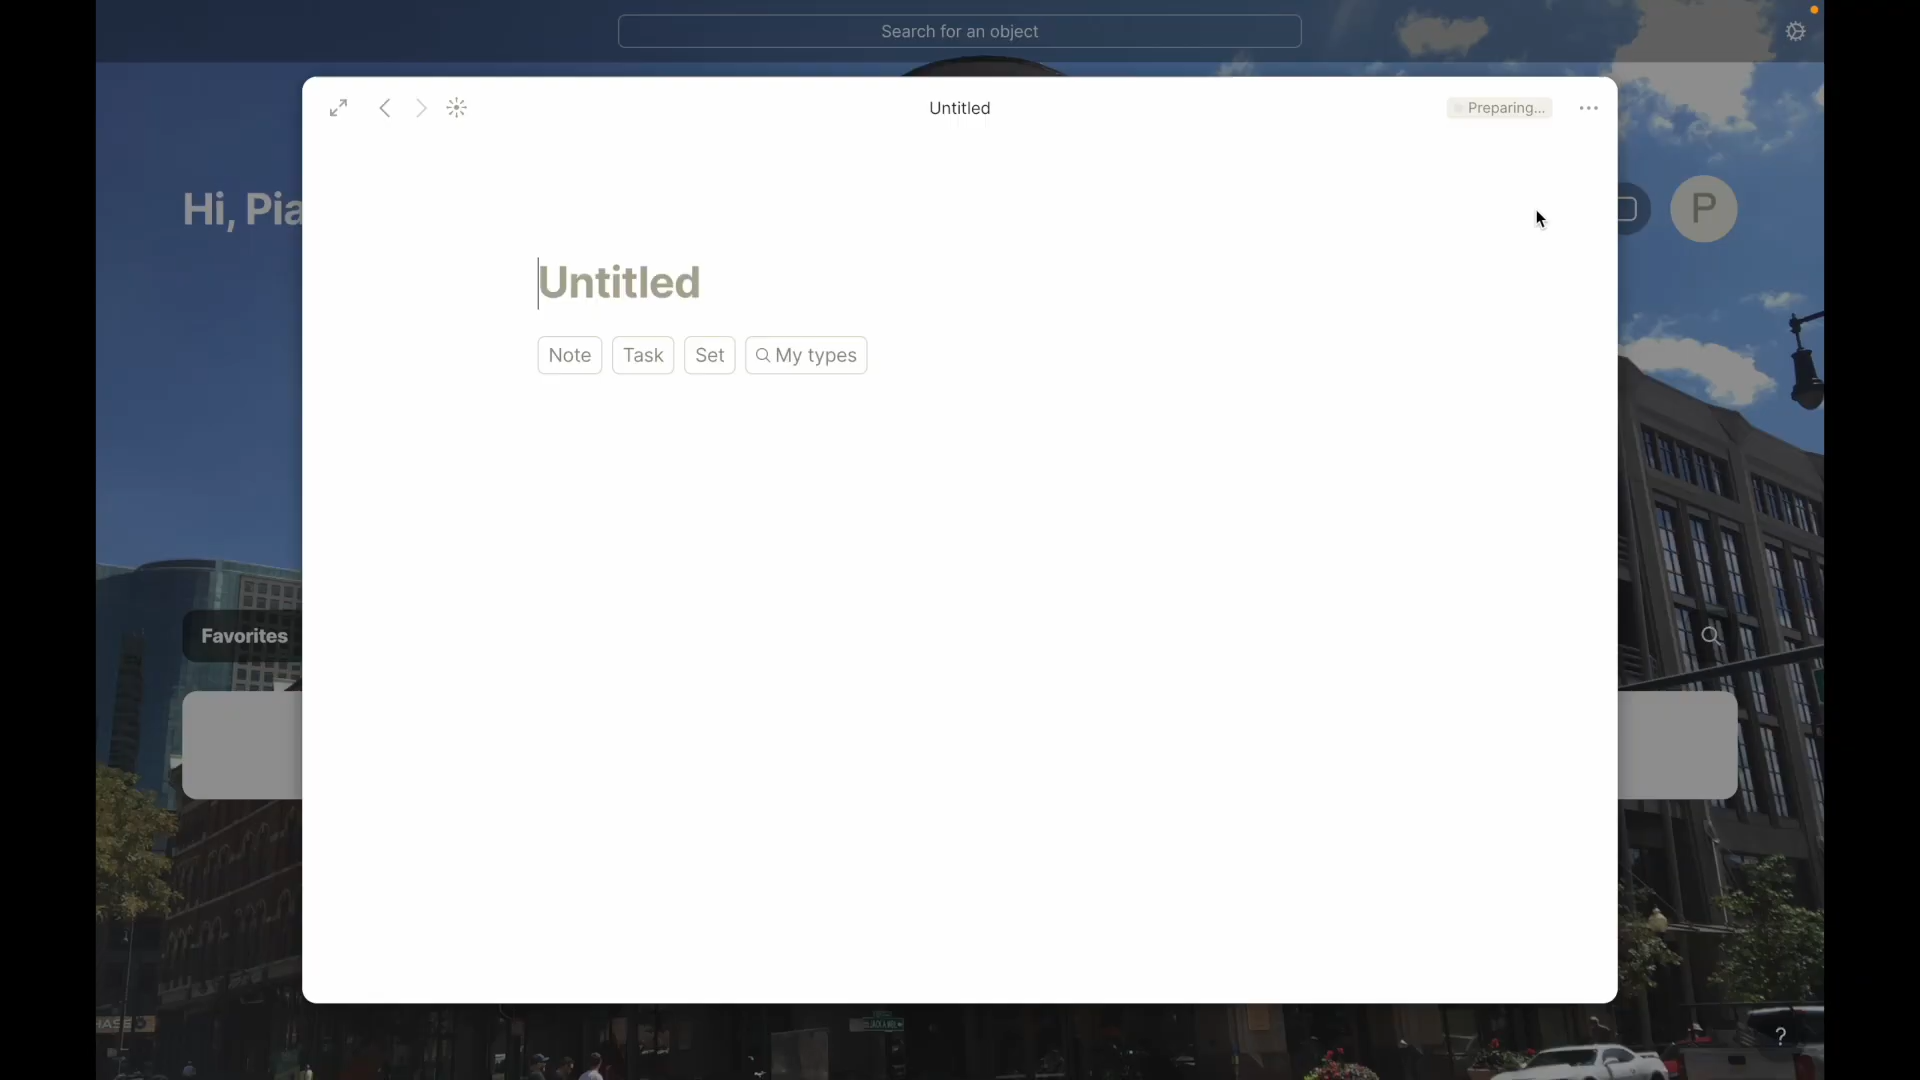 Search for an object
Untitled
Preparing...
Hi, Pia
P
Untitled
Note
Task
Set
My types
Favorites
?